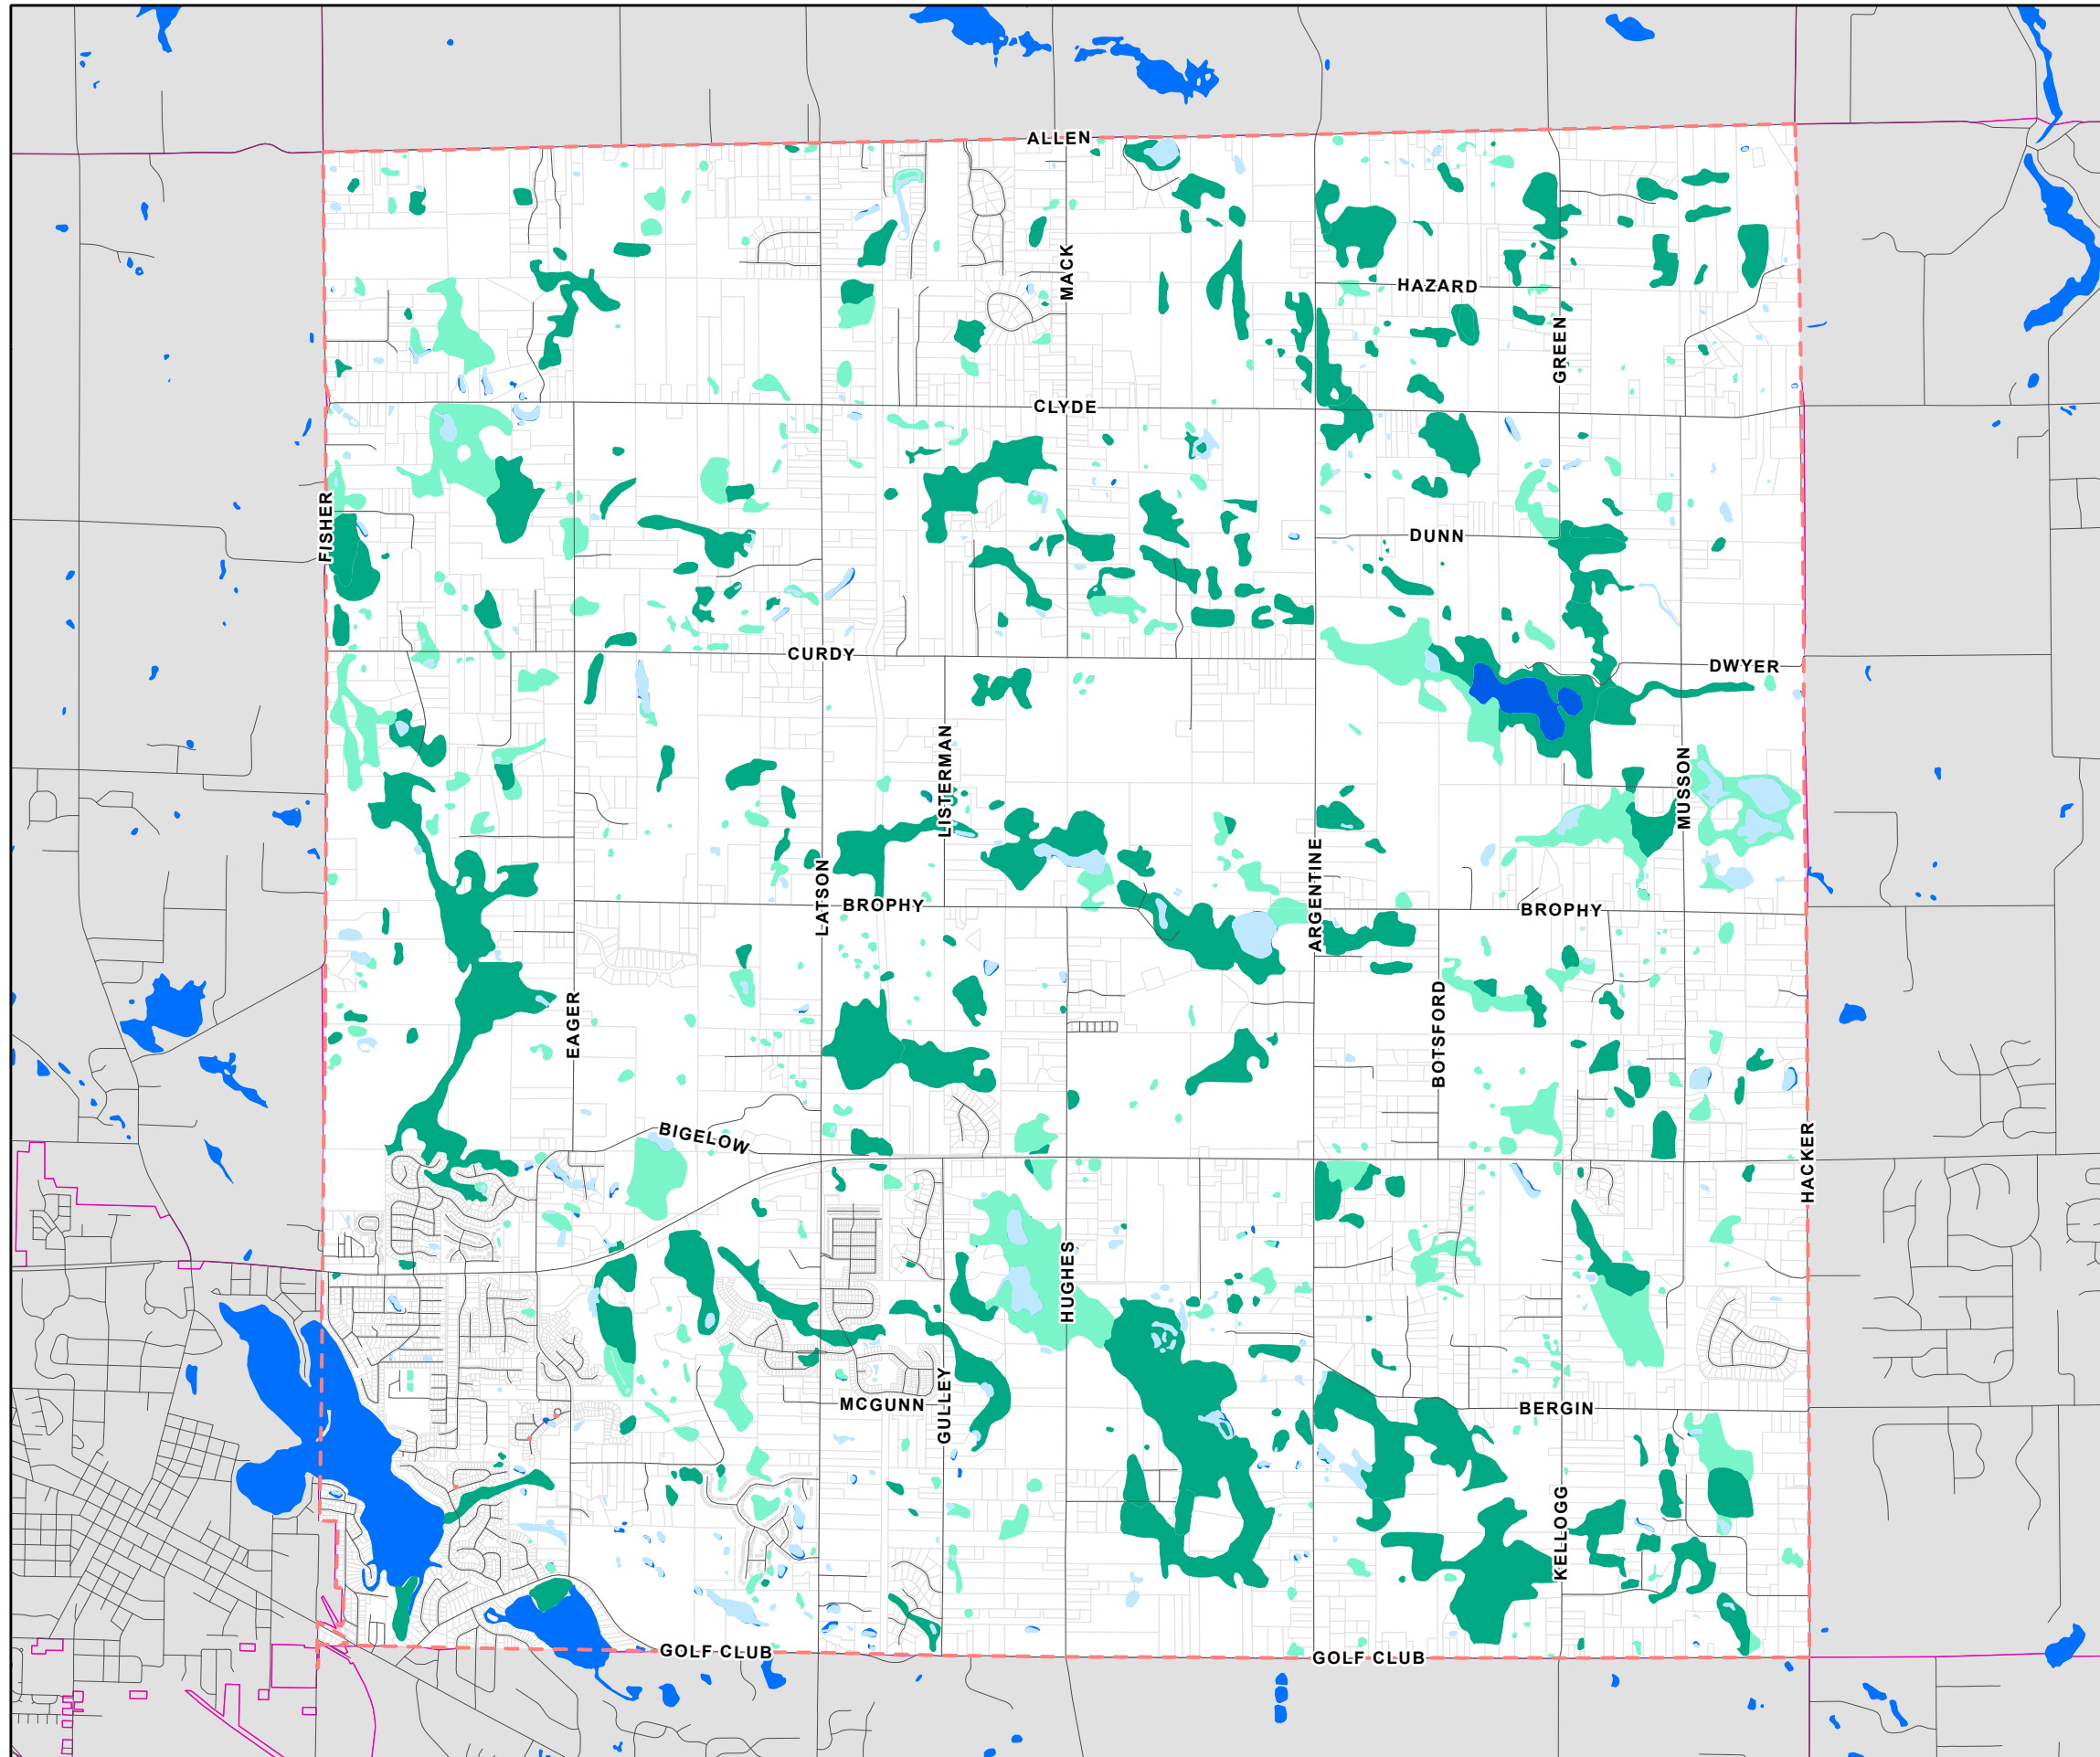 ALLEN
MACK
HAZARD
GREEN
CLYDE
FISHER
DUNN
CURDY
DWYER
LISTERMAN
MUSSON
LATSON
ARGENTINE
BROPHY
BROPHY
EAGER
BOTSFORD
BIGELOW
HACKER
HUGHES
MCGUNN
GULLEY
BERGIN
KELLOGG
GOLF CLUB
GOLF CLUB